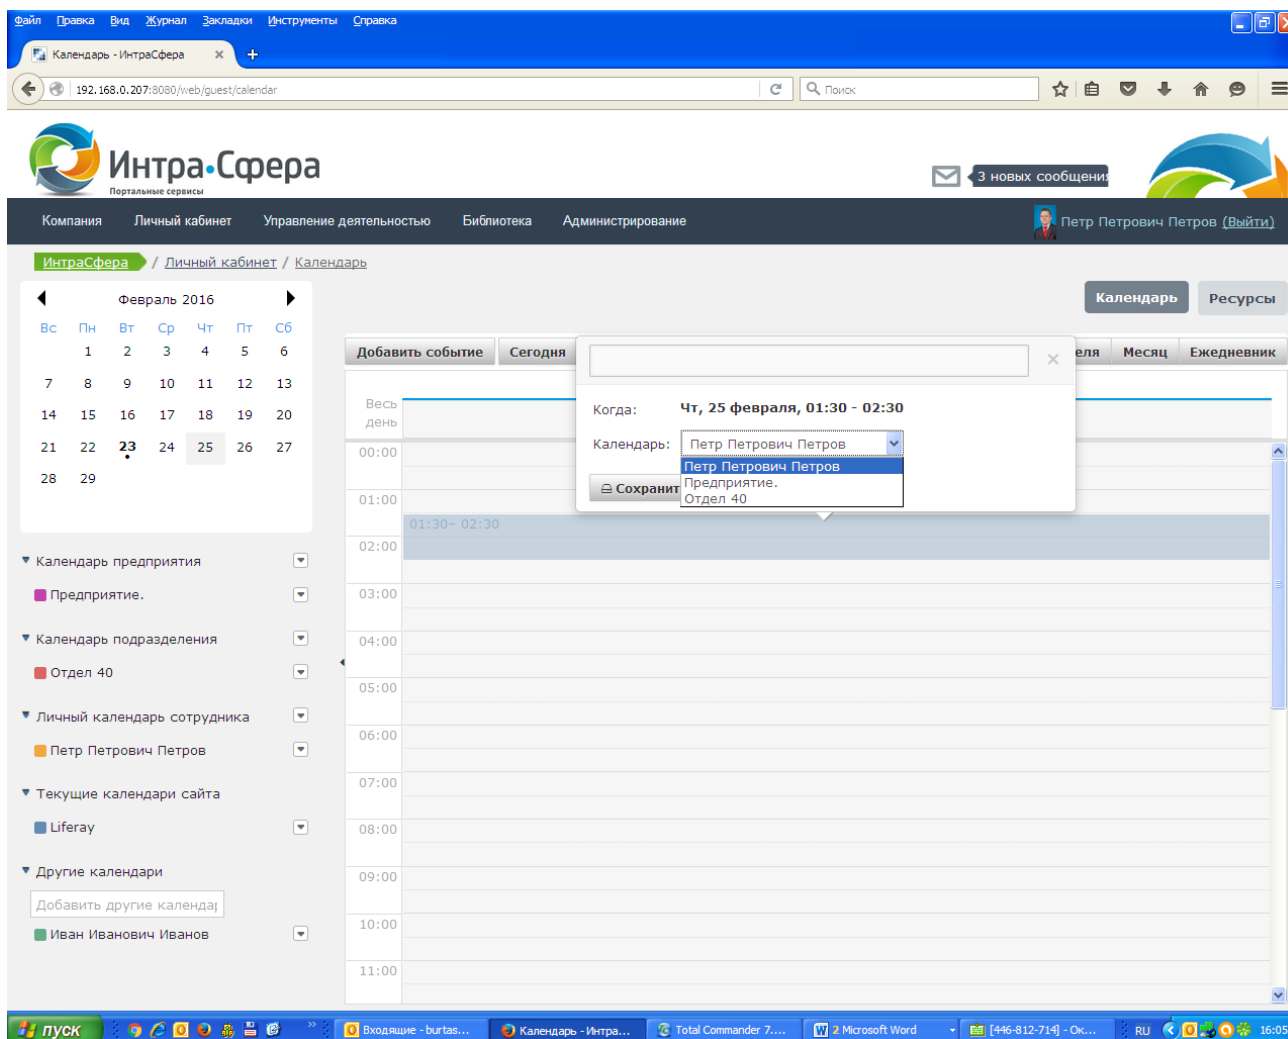 Файл Правка Вид Журнал Закладки Инструменты Справка
Календарь - ИнтраСфера
192.168.0.207:8080/web/guest/calendar
Поиск
Интра•Сфера
Портальные сервисы
3 новых сообщения
Компания Личный кабинет Управление деятельностью Библиотека Администрирование
Петр Петрович Петров (Выйти)
ИнтраСфера / Личный кабинет / Календарь
Февраль 2016
Календарь Ресурсы
Вс Пн Вт Ср Чт Пт Сб
1 2 3 4 5 6
7 8 9 10 11 12 13
14 15 16 17 18 19 20
21 22 23 24 25 26 27
28 29
Добавить событие Сегодня
еля Месяц Ежедневник
Весь
день
Когда: Чт, 25 февраля, 01:30 - 02:30
Календарь: Петр Петрович Петров
Петр Петрович Петров
Предприятие.
Отдел 40
Сохранит
00:00
01:00
01:30– 02:30
02:00
03:00
04:00
05:00
06:00
07:00
08:00
09:00
10:00
11:00
Календарь предприятия
Предприятие.
Календарь подразделения
Отдел 40
Личный календарь сотрудника
Петр Петрович Петров
Текущие календари сайта
Liferay
Другие календари
Добавить другие календар
Иван Иванович Иванов
пуск
Входящие - burtas...
Календарь - Интра...
Total Commander 7....
2 Microsoft Word
[446-812-714] - Ок...
RU
16:05